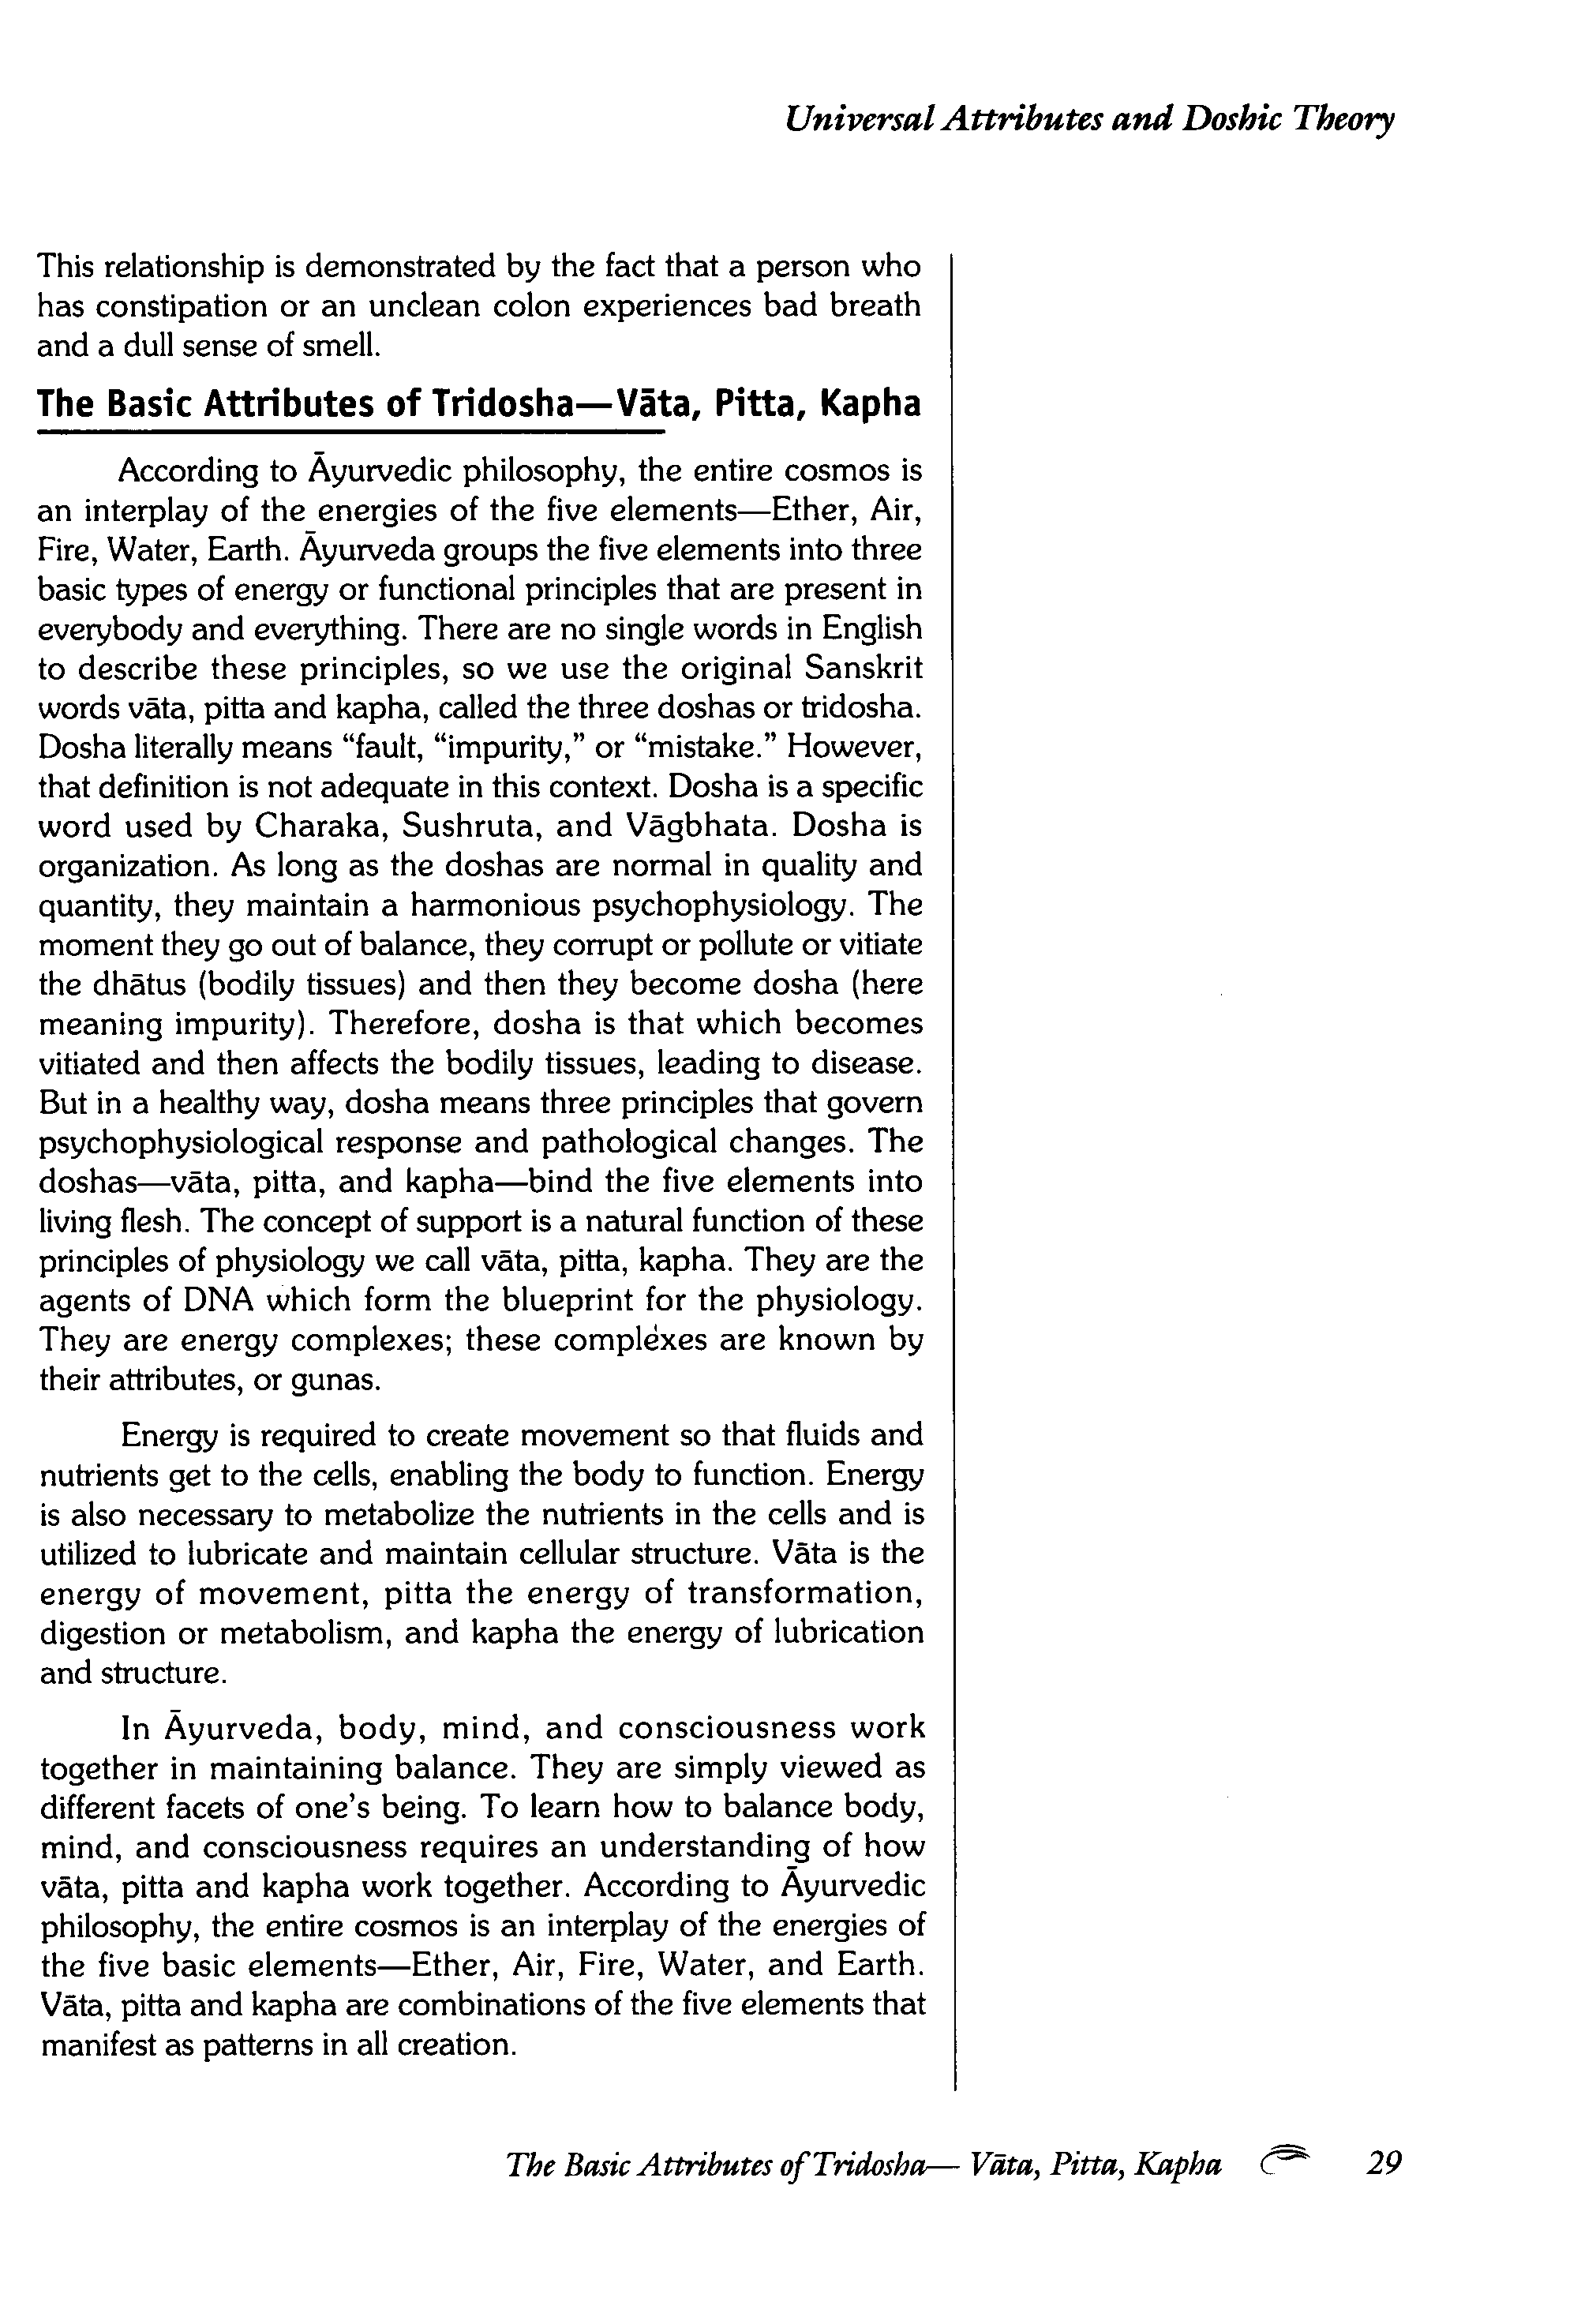 Universal Attributes and Doshic Theory
This relationship is demonstrated by the fact that a person who
has constipation or an unclean colon experiences bad breath
and a dull sense of smell.
The Basic Attributes of Tridosha—Vāta, Pitta, Kapha
According to Āyurvedic philosophy, the entire cosmos is
an interplay of the energies of the five elements—Ether, Air,
Fire, Water, Earth. Āyurveda groups the five elements into three
basic types of energy or functional principles that are present in
everybody and everything. There are no single words in English
to describe these principles, so we use the original Sanskrit
words vāta, pitta and kapha, called the three doshas or tridosha.
Dosha literally means “fault, “impurity,” or “mistake.” However,
that definition is not adequate in this context. Dosha is a specific
word used by Charaka, Sushruta, and Vāgbhata. Dosha is
organization. As long as the doshas are normal in quality and
quantity, they maintain a harmonious psychophysiology. The
moment they go out of balance, they corrupt or pollute or vitiate
the dhātus (bodily tissues) and then they become dosha (here
meaning impurity). Therefore, dosha is that which becomes
vitiated and then affects the bodily tissues, leading to disease.
But in a healthy way, dosha means three principles that govern
psychophysiological response and pathological changes. The
doshas—vāta, pitta, and kapha—bind the five elements into
living flesh. The concept of support is a natural function of these
principles of physiology we call vāta, pitta, kapha. They are the
agents of DNA which form the blueprint for the physiology.
They are energy complexes; these complexes are known by
their attributes, or gunas.
Energy is required to create movement so that fluids and
nutrients get to the cells, enabling the body to function. Energy
is also necessary to metabolize the nutrients in the cells and is
utilized to lubricate and maintain cellular structure. Vāta is the
energy of movement, pitta the energy of transformation,
digestion or metabolism, and kapha the energy of lubrication
and structure.
In Āyurveda, body, mind, and consciousness work
together in maintaining balance. They are simply viewed as
different facets of one’s being. To learn how to balance body,
mind, and consciousness requires an understanding of how
vāta, pitta and kapha work together. According to Āyurvedic
philosophy, the entire cosmos is an interplay of the energies of
the five basic elements—Ether, Air, Fire, Water, and Earth.
Vāta, pitta and kapha are combinations of the five elements that
manifest as patterns in all creation.
The Basic Attributes of Tridosha— Vāta, Pitta, Kapha 29